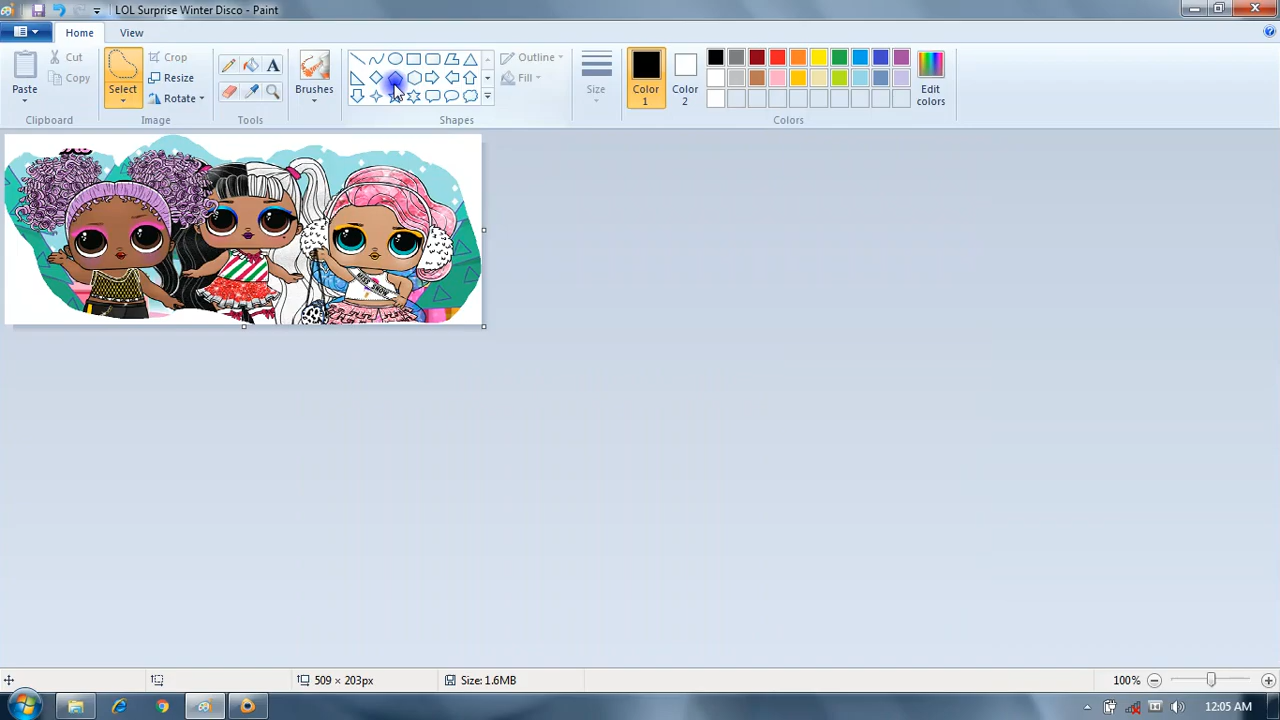 LOL Surprise Winter Disco - Paint
Home View
Paste
Cut
Copy
Clipboard
Select
Crop
Resize
Rotate
Image
A
Tools
Brushes
Shapes
Outline
Fill
Size
Color 1
Color 2
Edit colors
Colors
MISS SNOW
509 × 203px
Size: 1.6MB
100%
12:05 AM